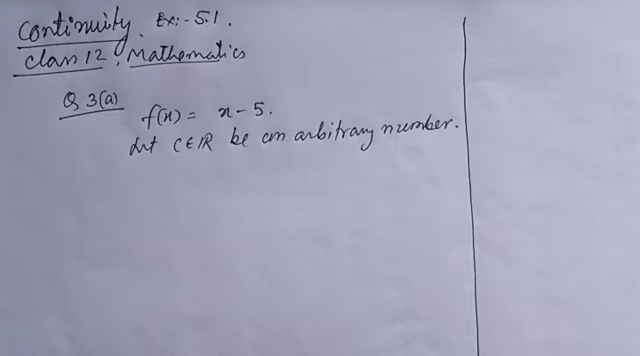 Continuity. Ex:- 5.1.
Class 12, Mathematics
Q 3(a)
f(x) = x - 5.
Let C ∈ R be an arbitrary number.